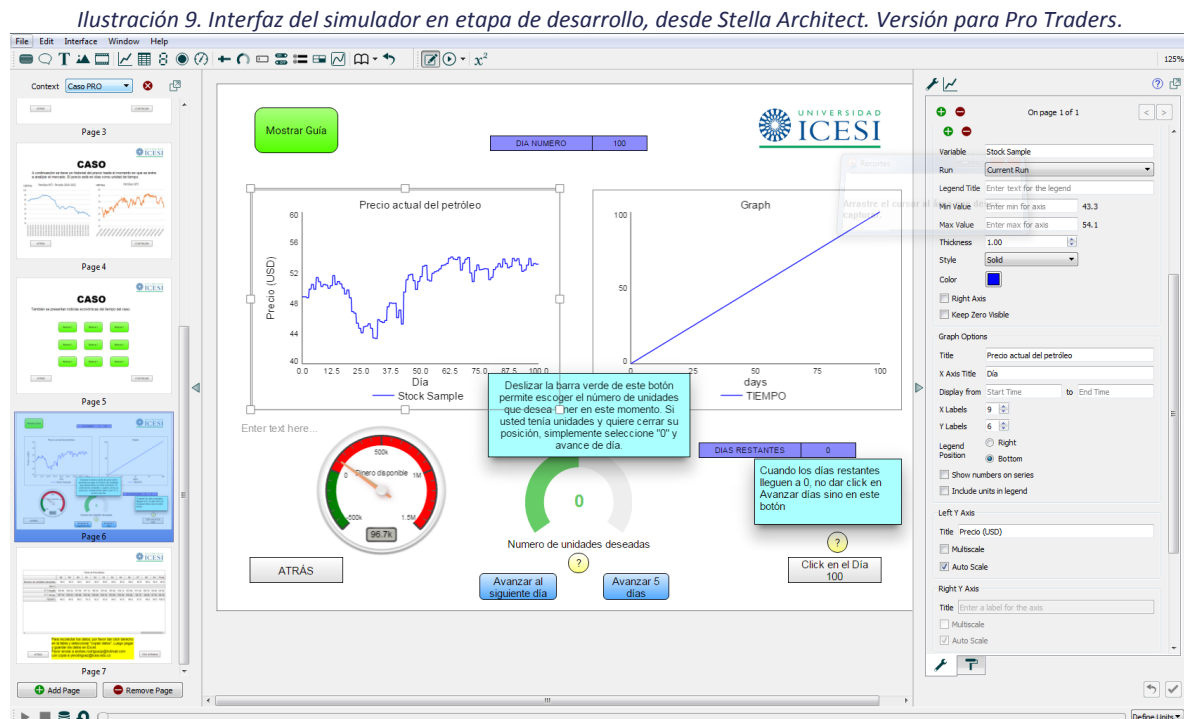 Ilustración 9. Interfaz del simulador en etapa de desarrollo, desde Stella Architect. Versión para Pro Traders.
File Edit Interface Window Help
125%
Context Caso PRO
Page 3
UNIVERSIDAD
ICESI
CASO
Page 4
ICESI
CASO
También se presentan noticias económicas del tiempo del caso.
Page 5
Page 6
ICESI
Page 7
Add Page
Remove Page
Mostrar Guía
DIA NUMERO 100
UNIVERSIDAD
ICESI
Precio actual del petróleo
Precio (USD)
60
56
52
48
44
40
0.0 12.5 25.0 37.5 50.0 62.5 75.0 87.5 100.0
Día
Stock Sample
Graph
100
50
0
0 25 50 75 100
days
TIEMPO
Enter text here...
Deslizar la barra verde de este botón
permite escoger el número de unidades
que desea tener en este momento. Si
usted tenía unidades y quiere cerrar su
posición, simplemente seleccione "0" y
avance de día.
500k
0 Dinero disponible 1M
-500k 1.5M
96.7k
0
Numero de unidades deseadas
?
DIAS RESTANTES 0
Cuando los días restantes
lleguen a 0, no dar click en
Avanzar días sino en este
botón
?
ATRÁS
Avanzar al
siguiente día
Avanzar 5
días
Click en el Día
100
On page 1 of 1
Variable Stock Sample
Run Current Run
Legend Title Enter text for the legend
Min Value Enter min for axis 43.3
Max Value Enter max for axis 54.1
Thickness 1.00
Style Solid
Color
Right Axis
Keep Zero Visible
Graph Options
Title Precio actual del petróleo
X Axis Title Día
Display from Start Time to End Time
X Labels 9
Y Labels 6
Legend
Position
Right
Bottom
Show numbers on series
Include units in legend
Left Y Axis
Title Precio (USD)
Multiscale
Auto Scale
Right Y Axis
Title Enter a label for the axis
Multiscale
Auto Scale
Define Units